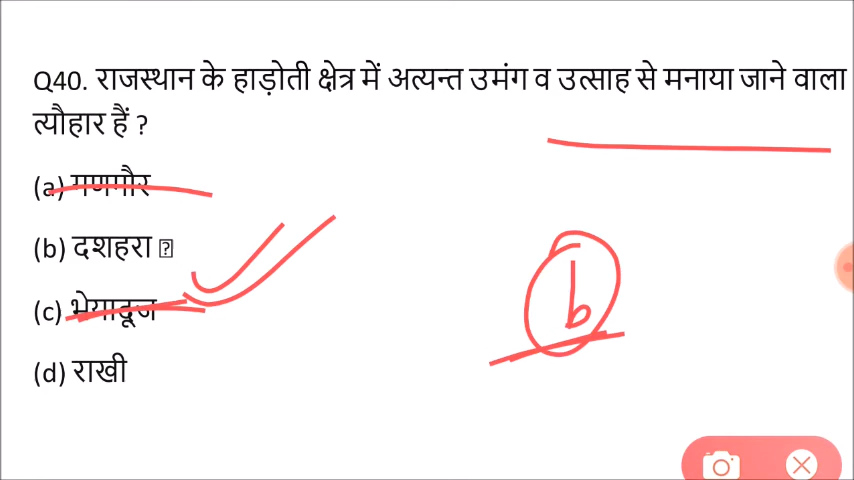 Q40. राजस्थान के हाड़ोती क्षेत्र में अत्यन्त उमंग व उत्साह से मनाया जाने वाला
त्यौहार हैं ?
(a) गणगौर
(b) दशहरा
(c) भेयादूज
(d) राखी
b